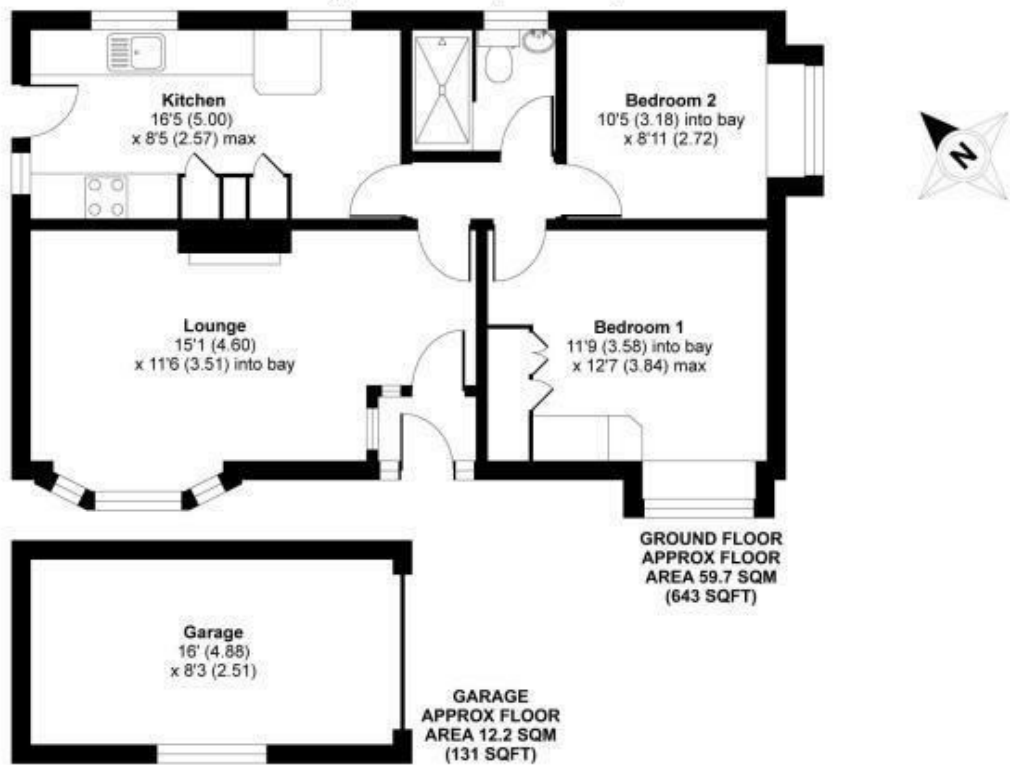 Kitchen
16'5 (5.00)
x 8'5 (2.57) max
Bedroom 2
10'5 (3.18) into bay
x 8'11 (2.72)
N
Lounge
15'1 (4.60)
x 11'6 (3.51) into bay
Bedroom 1
11'9 (3.58) into bay
x 12'7 (3.84) max
GROUND FLOOR
APPROX FLOOR
AREA 59.7 SQM
(643 SQFT)
Garage
16' (4.88)
x 8'3 (2.51)
GARAGE
APPROX FLOOR
AREA 12.2 SQM
(131 SQFT)